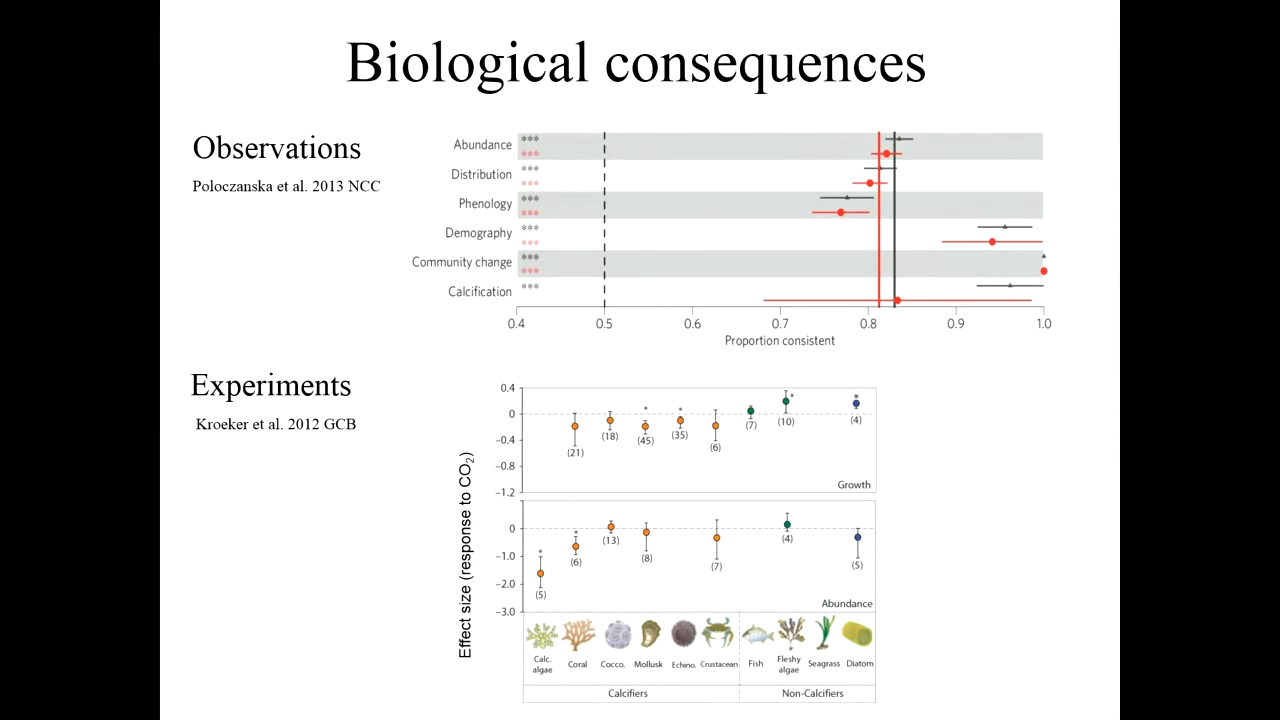 Biological consequences
Observations
Poloczanska et al. 2013 NCC
Abundance
***
***
Distribution
***
***
Phenology
***
***
Demography
***
***
Community change
***
***
Calcification
***
0.4 0.5 0.6 0.7 0.8 0.9 1.0
Proportion consistent
Experiments
Kroeker et al. 2012 GCB
Effect size (response to CO2)
0.4
0
−0.4
−0.8
−1.2
* * * *
(21) (18) (45) (35) (6) (7) (10) (4)
Growth
0
−1.0
−2.0
−3.0
* *
(5) (6) (13) (8) (7) (4) (5)
Abundance
Calc. algae
Coral
Cocco.
Mollusk
Echino.
Crustacean
Fish
Fleshy algae
Seagrass
Diatom
Calcifiers
Non-Calcifiers